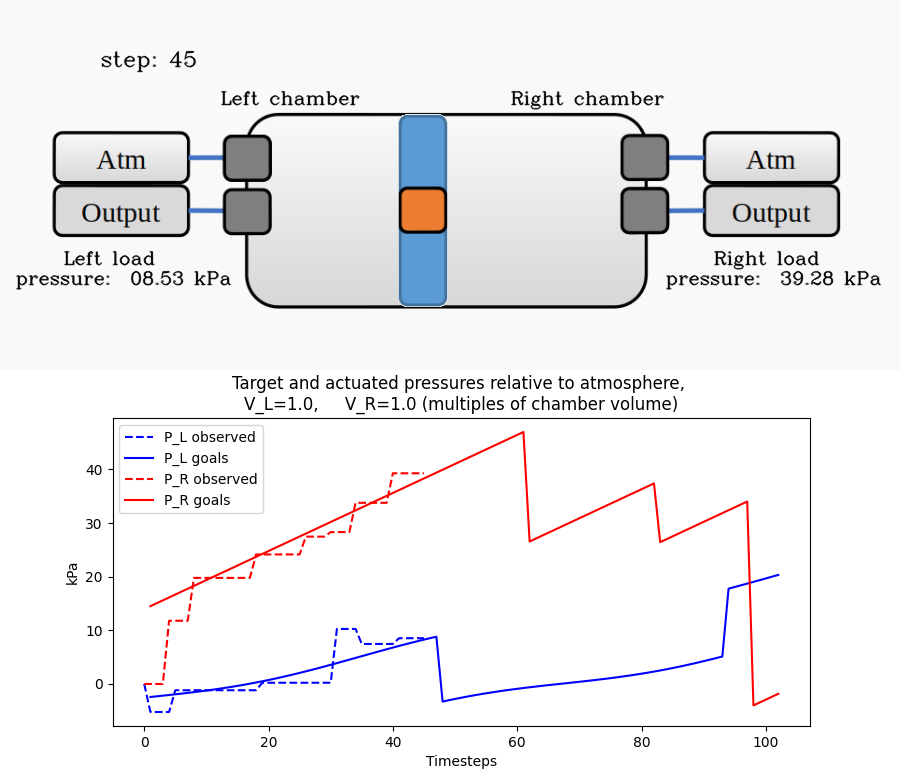 step: 45
Left chamber
Right chamber
Atm
Atm
Output
Output
Left load
pressure: 08.53 kPa
Right load
pressure: 39.28 kPa
Target and actuated pressures relative to atmosphere,
V_L=1.0, V_R=1.0 (multiples of chamber volume)
P_L observed
P_L goals
P_R observed
P_R goals
kPa
40
30
20
10
0
0
20
40
60
80
100
Timesteps